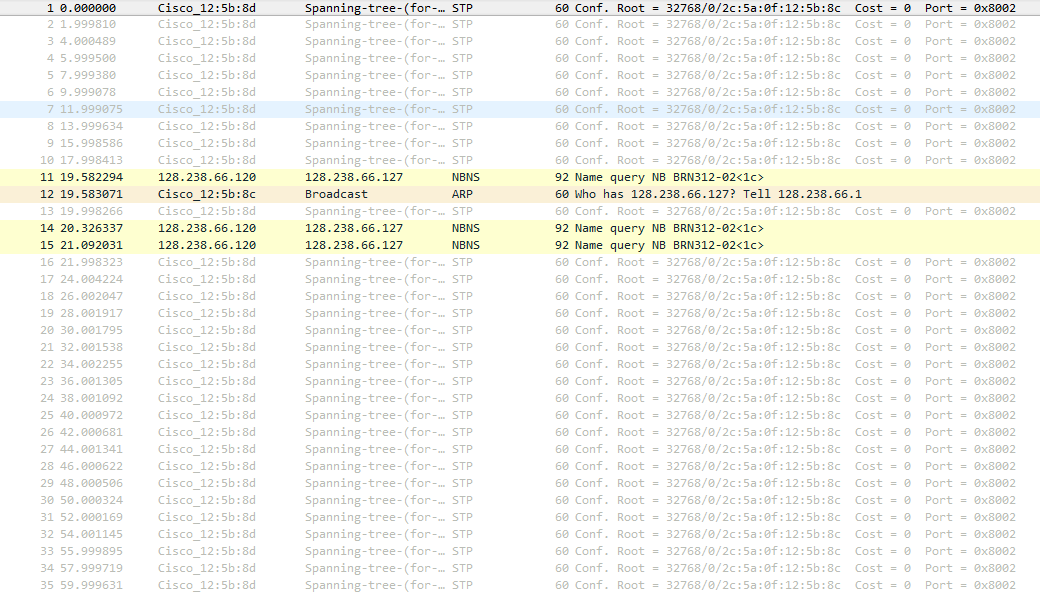 1 0.000000 Cisco_12:5b:8d Spanning-tree-(for-… STP 60 Conf. Root = 32768/0/2c:5a:0f:12:5b:8c Cost = 0 Port = 0x8002
2 1.999810 Cisco_12:5b:8d Spanning-tree-(for-… STP 60 Conf. Root = 32768/0/2c:5a:0f:12:5b:8c Cost = 0 Port = 0x8002
3 4.000489 Cisco_12:5b:8d Spanning-tree-(for-… STP 60 Conf. Root = 32768/0/2c:5a:0f:12:5b:8c Cost = 0 Port = 0x8002
4 5.999500 Cisco_12:5b:8d Spanning-tree-(for-… STP 60 Conf. Root = 32768/0/2c:5a:0f:12:5b:8c Cost = 0 Port = 0x8002
5 7.999380 Cisco_12:5b:8d Spanning-tree-(for-… STP 60 Conf. Root = 32768/0/2c:5a:0f:12:5b:8c Cost = 0 Port = 0x8002
6 9.999078 Cisco_12:5b:8d Spanning-tree-(for-… STP 60 Conf. Root = 32768/0/2c:5a:0f:12:5b:8c Cost = 0 Port = 0x8002
7 11.999075 Cisco_12:5b:8d Spanning-tree-(for-… STP 60 Conf. Root = 32768/0/2c:5a:0f:12:5b:8c Cost = 0 Port = 0x8002
8 13.999634 Cisco_12:5b:8d Spanning-tree-(for-… STP 60 Conf. Root = 32768/0/2c:5a:0f:12:5b:8c Cost = 0 Port = 0x8002
9 15.998586 Cisco_12:5b:8d Spanning-tree-(for-… STP 60 Conf. Root = 32768/0/2c:5a:0f:12:5b:8c Cost = 0 Port = 0x8002
10 17.998413 Cisco_12:5b:8d Spanning-tree-(for-… STP 60 Conf. Root = 32768/0/2c:5a:0f:12:5b:8c Cost = 0 Port = 0x8002
11 19.582294 128.238.66.120 128.238.66.127 NBNS 92 Name query NB BRN312-02<1c>
12 19.583071 Cisco_12:5b:8c Broadcast ARP 60 Who has 128.238.66.127? Tell 128.238.66.1
13 19.998266 Cisco_12:5b:8d Spanning-tree-(for-… STP 60 Conf. Root = 32768/0/2c:5a:0f:12:5b:8c Cost = 0 Port = 0x8002
14 20.326337 128.238.66.120 128.238.66.127 NBNS 92 Name query NB BRN312-02<1c>
15 21.092031 128.238.66.120 128.238.66.127 NBNS 92 Name query NB BRN312-02<1c>
16 21.998323 Cisco_12:5b:8d Spanning-tree-(for-… STP 60 Conf. Root = 32768/0/2c:5a:0f:12:5b:8c Cost = 0 Port = 0x8002
17 24.004224 Cisco_12:5b:8d Spanning-tree-(for-… STP 60 Conf. Root = 32768/0/2c:5a:0f:12:5b:8c Cost = 0 Port = 0x8002
18 26.002047 Cisco_12:5b:8d Spanning-tree-(for-… STP 60 Conf. Root = 32768/0/2c:5a:0f:12:5b:8c Cost = 0 Port = 0x8002
19 28.001917 Cisco_12:5b:8d Spanning-tree-(for-… STP 60 Conf. Root = 32768/0/2c:5a:0f:12:5b:8c Cost = 0 Port = 0x8002
20 30.001795 Cisco_12:5b:8d Spanning-tree-(for-… STP 60 Conf. Root = 32768/0/2c:5a:0f:12:5b:8c Cost = 0 Port = 0x8002
21 32.001538 Cisco_12:5b:8d Spanning-tree-(for-… STP 60 Conf. Root = 32768/0/2c:5a:0f:12:5b:8c Cost = 0 Port = 0x8002
22 34.002255 Cisco_12:5b:8d Spanning-tree-(for-… STP 60 Conf. Root = 32768/0/2c:5a:0f:12:5b:8c Cost = 0 Port = 0x8002
23 36.001305 Cisco_12:5b:8d Spanning-tree-(for-… STP 60 Conf. Root = 32768/0/2c:5a:0f:12:5b:8c Cost = 0 Port = 0x8002
24 38.001092 Cisco_12:5b:8d Spanning-tree-(for-… STP 60 Conf. Root = 32768/0/2c:5a:0f:12:5b:8c Cost = 0 Port = 0x8002
25 40.000972 Cisco_12:5b:8d Spanning-tree-(for-… STP 60 Conf. Root = 32768/0/2c:5a:0f:12:5b:8c Cost = 0 Port = 0x8002
26 42.000681 Cisco_12:5b:8d Spanning-tree-(for-… STP 60 Conf. Root = 32768/0/2c:5a:0f:12:5b:8c Cost = 0 Port = 0x8002
27 44.001341 Cisco_12:5b:8d Spanning-tree-(for-… STP 60 Conf. Root = 32768/0/2c:5a:0f:12:5b:8c Cost = 0 Port = 0x8002
28 46.000622 Cisco_12:5b:8d Spanning-tree-(for-… STP 60 Conf. Root = 32768/0/2c:5a:0f:12:5b:8c Cost = 0 Port = 0x8002
29 48.000506 Cisco_12:5b:8d Spanning-tree-(for-… STP 60 Conf. Root = 32768/0/2c:5a:0f:12:5b:8c Cost = 0 Port = 0x8002
30 50.000324 Cisco_12:5b:8d Spanning-tree-(for-… STP 60 Conf. Root = 32768/0/2c:5a:0f:12:5b:8c Cost = 0 Port = 0x8002
31 52.000169 Cisco_12:5b:8d Spanning-tree-(for-… STP 60 Conf. Root = 32768/0/2c:5a:0f:12:5b:8c Cost = 0 Port = 0x8002
32 54.001145 Cisco_12:5b:8d Spanning-tree-(for-… STP 60 Conf. Root = 32768/0/2c:5a:0f:12:5b:8c Cost = 0 Port = 0x8002
33 55.999895 Cisco_12:5b:8d Spanning-tree-(for-… STP 60 Conf. Root = 32768/0/2c:5a:0f:12:5b:8c Cost = 0 Port = 0x8002
34 57.999719 Cisco_12:5b:8d Spanning-tree-(for-… STP 60 Conf. Root = 32768/0/2c:5a:0f:12:5b:8c Cost = 0 Port = 0x8002
35 59.999631 Cisco_12:5b:8d Spanning-tree-(for-… STP 60 Conf. Root = 32768/0/2c:5a:0f:12:5b:8c Cost = 0 Port = 0x8002